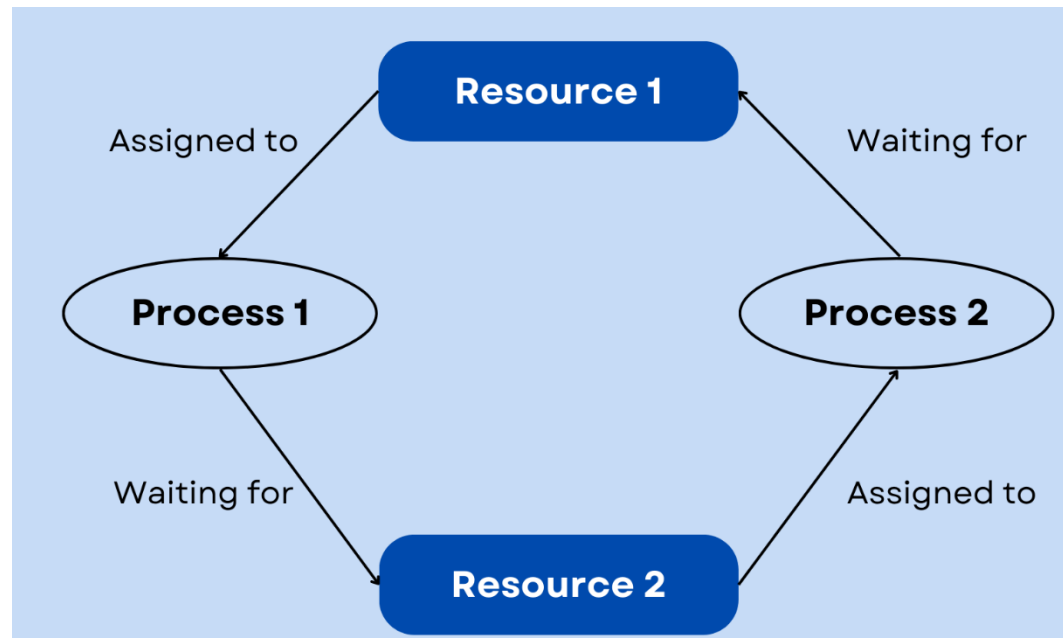 Resource 1
Assigned to
Waiting for
Process 1
Process 2
Waiting for
Assigned to
Resource 2